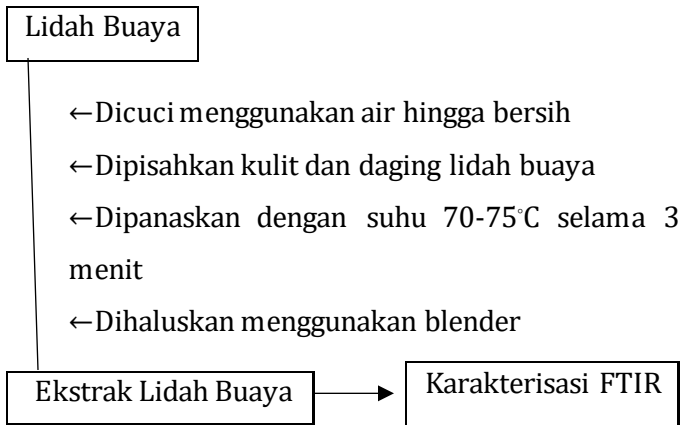 Lidah Buaya
←Dicuci menggunakan air hingga bersih
←Dipisahkan kulit dan daging lidah buaya
←Dipanaskan dengan suhu 70-75°C selama 3
menit
←Dihaluskan menggunakan blender
Ekstrak Lidah Buaya
Karakterisasi FTIR